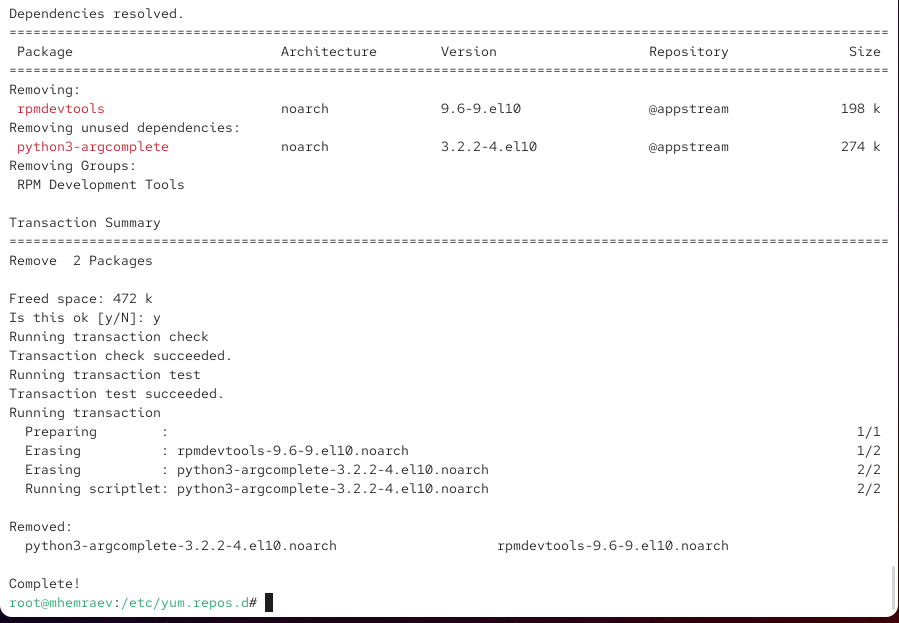 Dependencies resolved.
================================================================================
Package Architecture Version Repository Size
================================================================================
Removing:
rpmdevtools noarch 9.6-9.el10 @appstream 198 k
Removing unused dependencies:
python3-argcomplete noarch 3.2.2-4.el10 @appstream 274 k
Removing Groups:
RPM Development Tools
Transaction Summary
================================================================================
Remove 2 Packages
Freed space: 472 k
Is this ok [y/N]: y
Running transaction check
Transaction check succeeded.
Running transaction test
Transaction test succeeded.
Running transaction
Preparing : 1/1
Erasing : rpmdevtools-9.6-9.el10.noarch 1/2
Erasing : python3-argcomplete-3.2.2-4.el10.noarch 2/2
Running scriptlet: python3-argcomplete-3.2.2-4.el10.noarch 2/2
Removed:
python3-argcomplete-3.2.2-4.el10.noarch rpmdevtools-9.6-9.el10.noarch
Complete!
root@mhemraev:/etc/yum.repos.d#